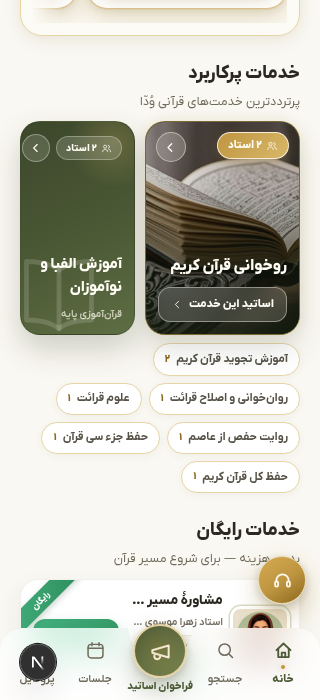 خدمات پرکاربرد
پرترددترین خدمت‌های قرآنی وُدّا
۲ استاد
روخوانی قرآن کریم
اساتید این خدمت
۲ استاد
آموزش الفبا و
نوآموزان
قرآن‌آموزی پایه
آموزش تجوید قرآن کریم ۲
روان‌خوانی و اصلاح قرائت ۱
علوم قرائت ۱
روایت حفص از عاصم ۱
حفظ جزء سی قرآن ۱
حفظ کل قرآن کریم ۱
خدمات رایگان
هزینه — برای شروع مسیر قرآن
رایگان
مشاورهٔ مسیر ...
استاد زهرا موسوی ...
خانه
جستجو
فراخوان اساتید
جلسات
پروفایل
N